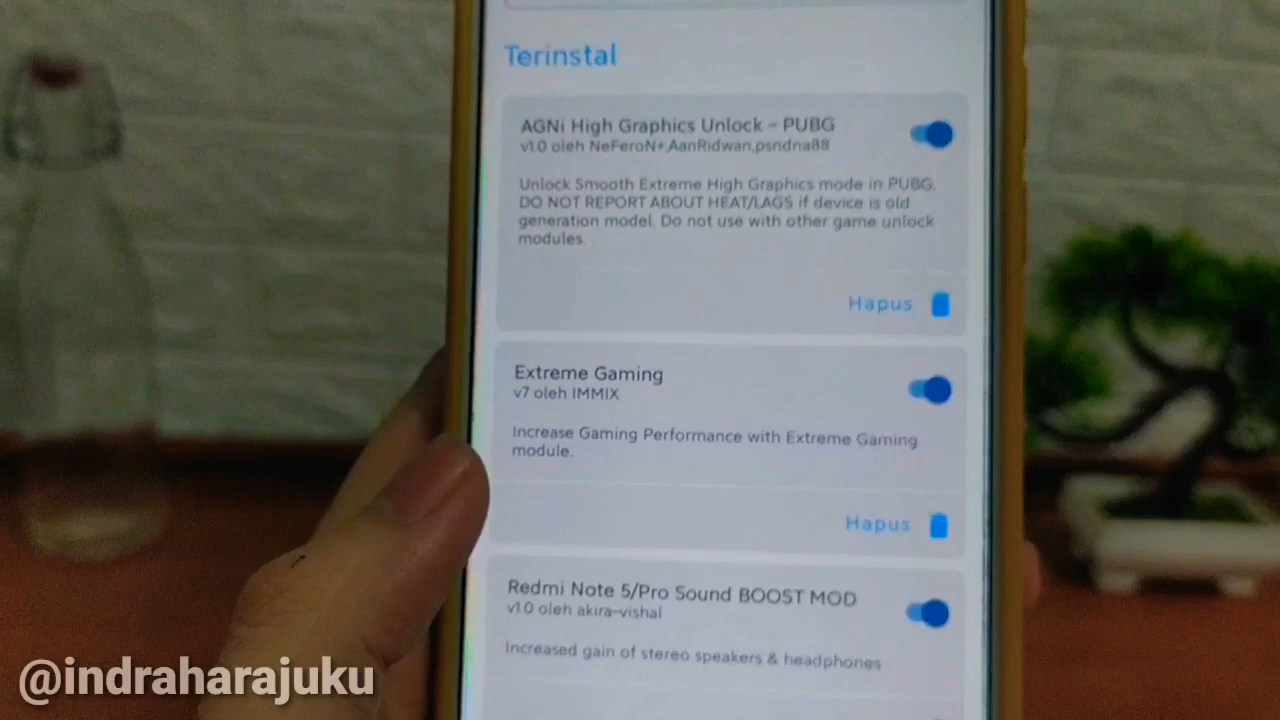 Terinstal
AGNi High Graphics Unlock - PUBG
v1.0 oleh NeFeroN+,AanRidwan,psndna88
Unlock Smooth Extreme High Graphics mode in PUBG.
DO NOT REPORT ABOUT HEAT/LAGS if device is old
generation model. Do not use with other game unlock
modules.
Hapus
Extreme Gaming
v7 oleh IMMIX
Increase Gaming Performance with Extreme Gaming
module.
Hapus
Redmi Note 5/Pro Sound BOOST MOD
v1.0 oleh akira-vishal
Increased gain of stereo speakers & headphones
@indraharajuku